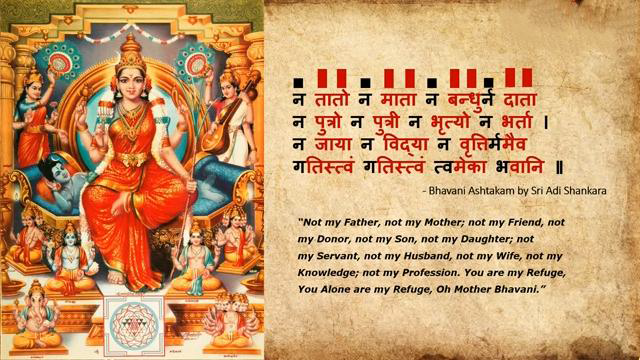 न तातो न माता न बन्धुर्न दाता
न पुत्रो न पुत्री न भृत्यो न भर्ता ।
न जाया न विद्या न वृत्तिर्ममैव
गतिस्त्वं गतिस्त्वं त्वमेका भवानि ॥
- Bhavani Ashtakam by Sri Adi Shankara
“Not my Father, not my Mother; not my Friend, not
my Donor, not my Son, not my Daughter; not
my Servant, not my Husband, not my Wife, not my
Knowledge; not my Profession. You are my Refuge,
You Alone are my Refuge, Oh Mother Bhavani.”